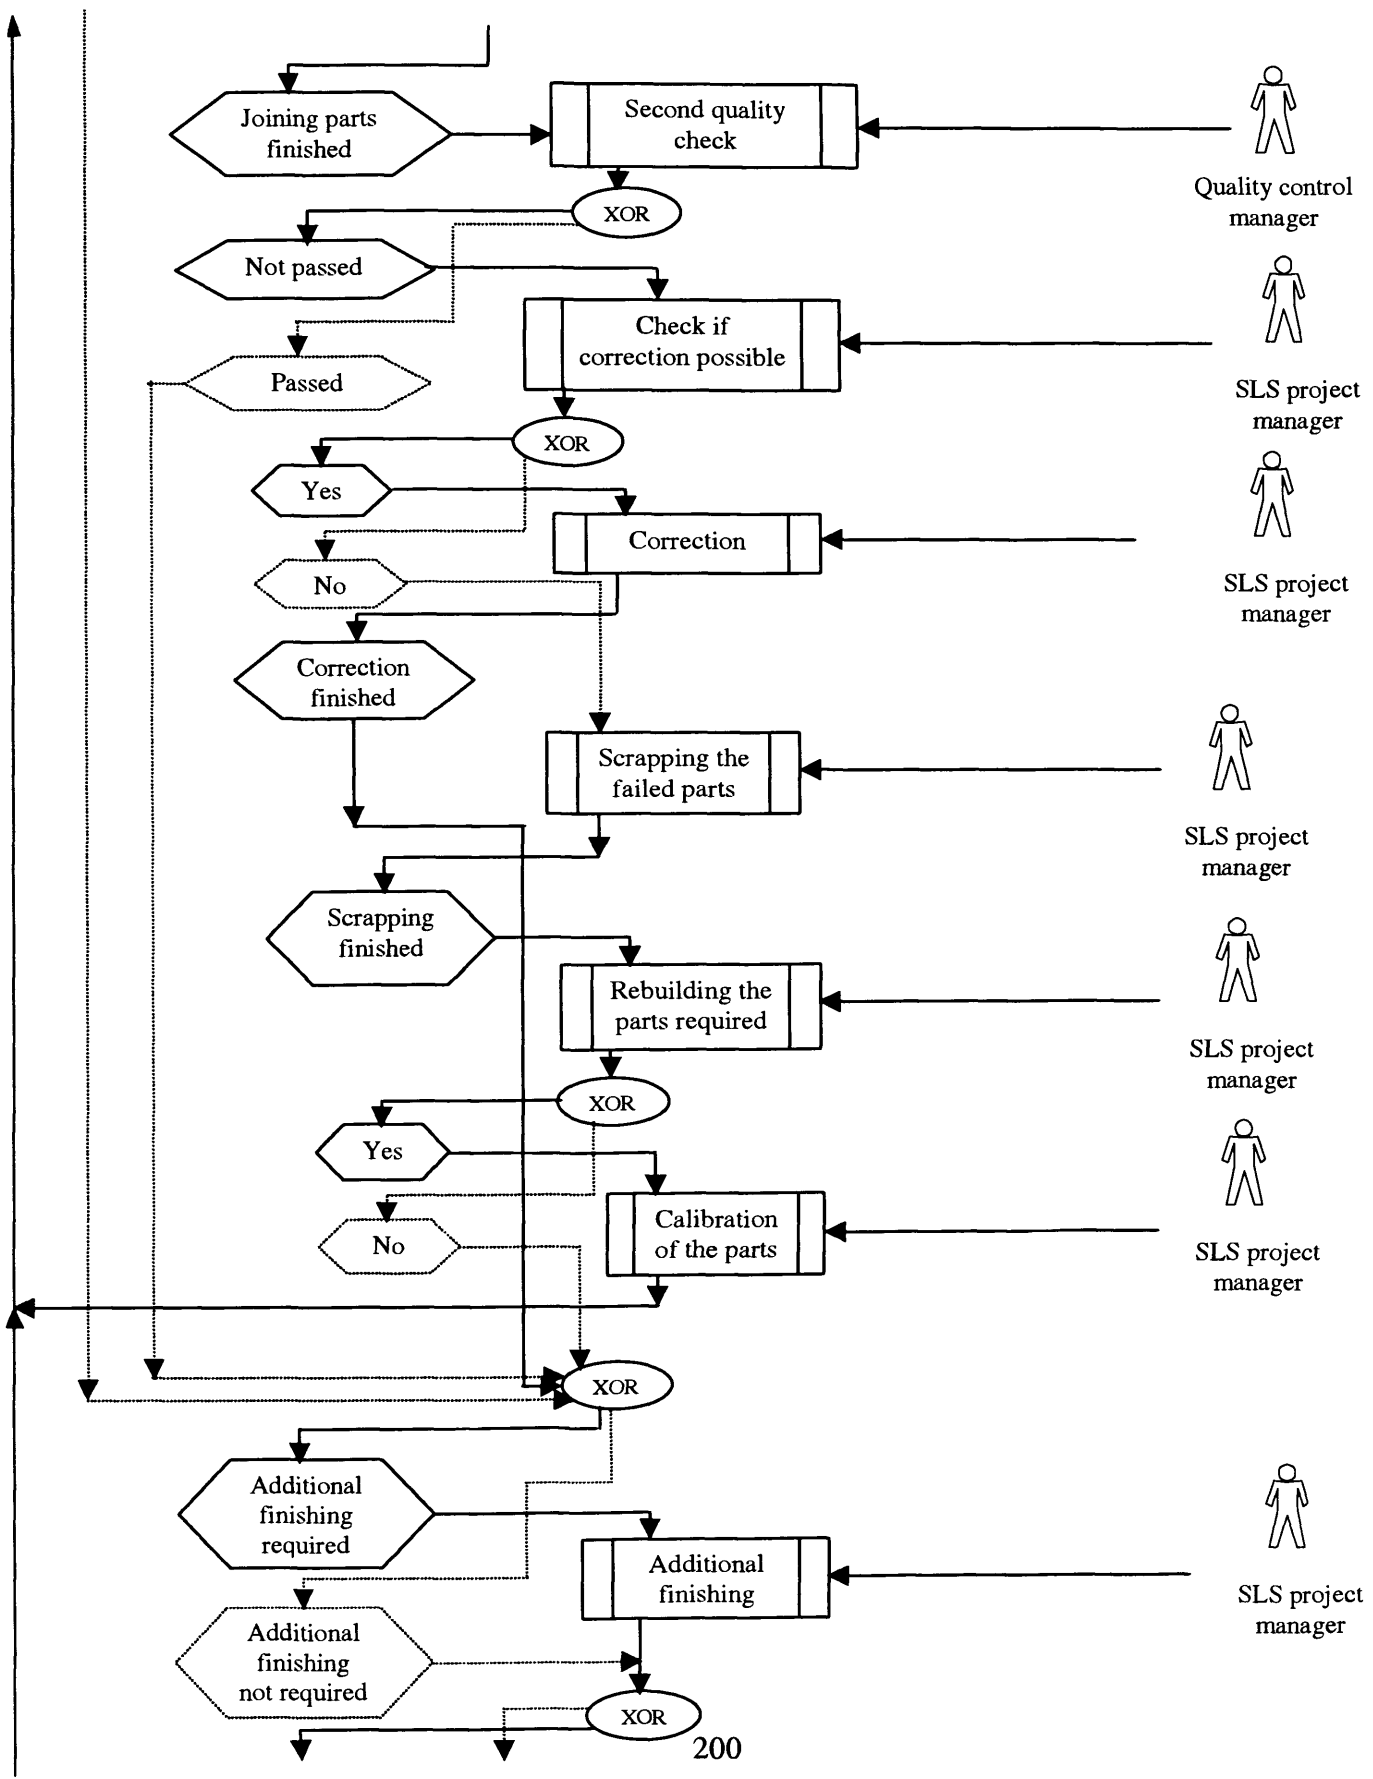 Joining parts
finished
Second quality
check
Quality control
manager
XOR
Not passed
Check if
correction possible
SLS project
manager
Passed
XOR
Yes
Correction
SLS project
manager
No
Correction
finished
Scrapping the
failed parts
SLS project
manager
Scrapping
finished
Rebuilding the
parts required
SLS project
manager
XOR
Yes
Calibration
of the parts
SLS project
manager
No
XOR
Additional
finishing
required
Additional
finishing
SLS project
manager
Additional
finishing
not required
XOR
200